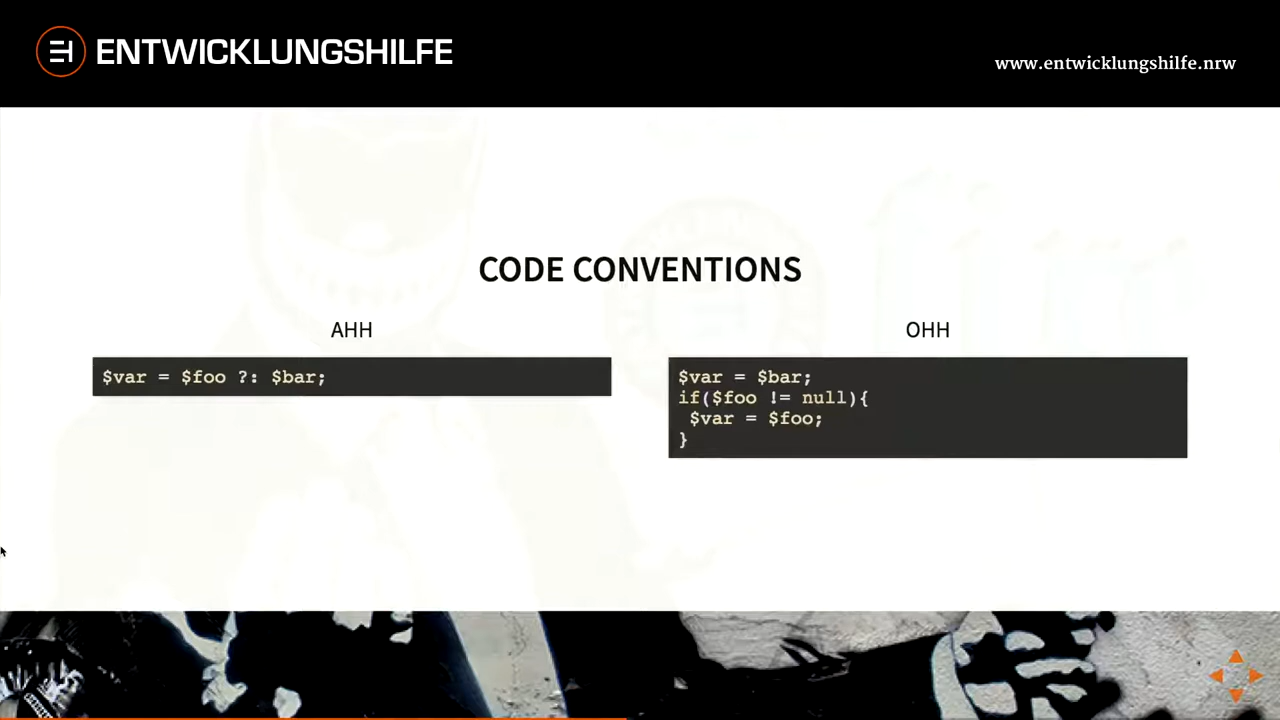 ENTWICKLUNGSHILFE
www.entwicklungshilfe.nrw
CODE CONVENTIONS
AHH
$var = $foo ?: $bar;
OHH
$var = $bar;
if($foo != null){
 $var = $foo;
}